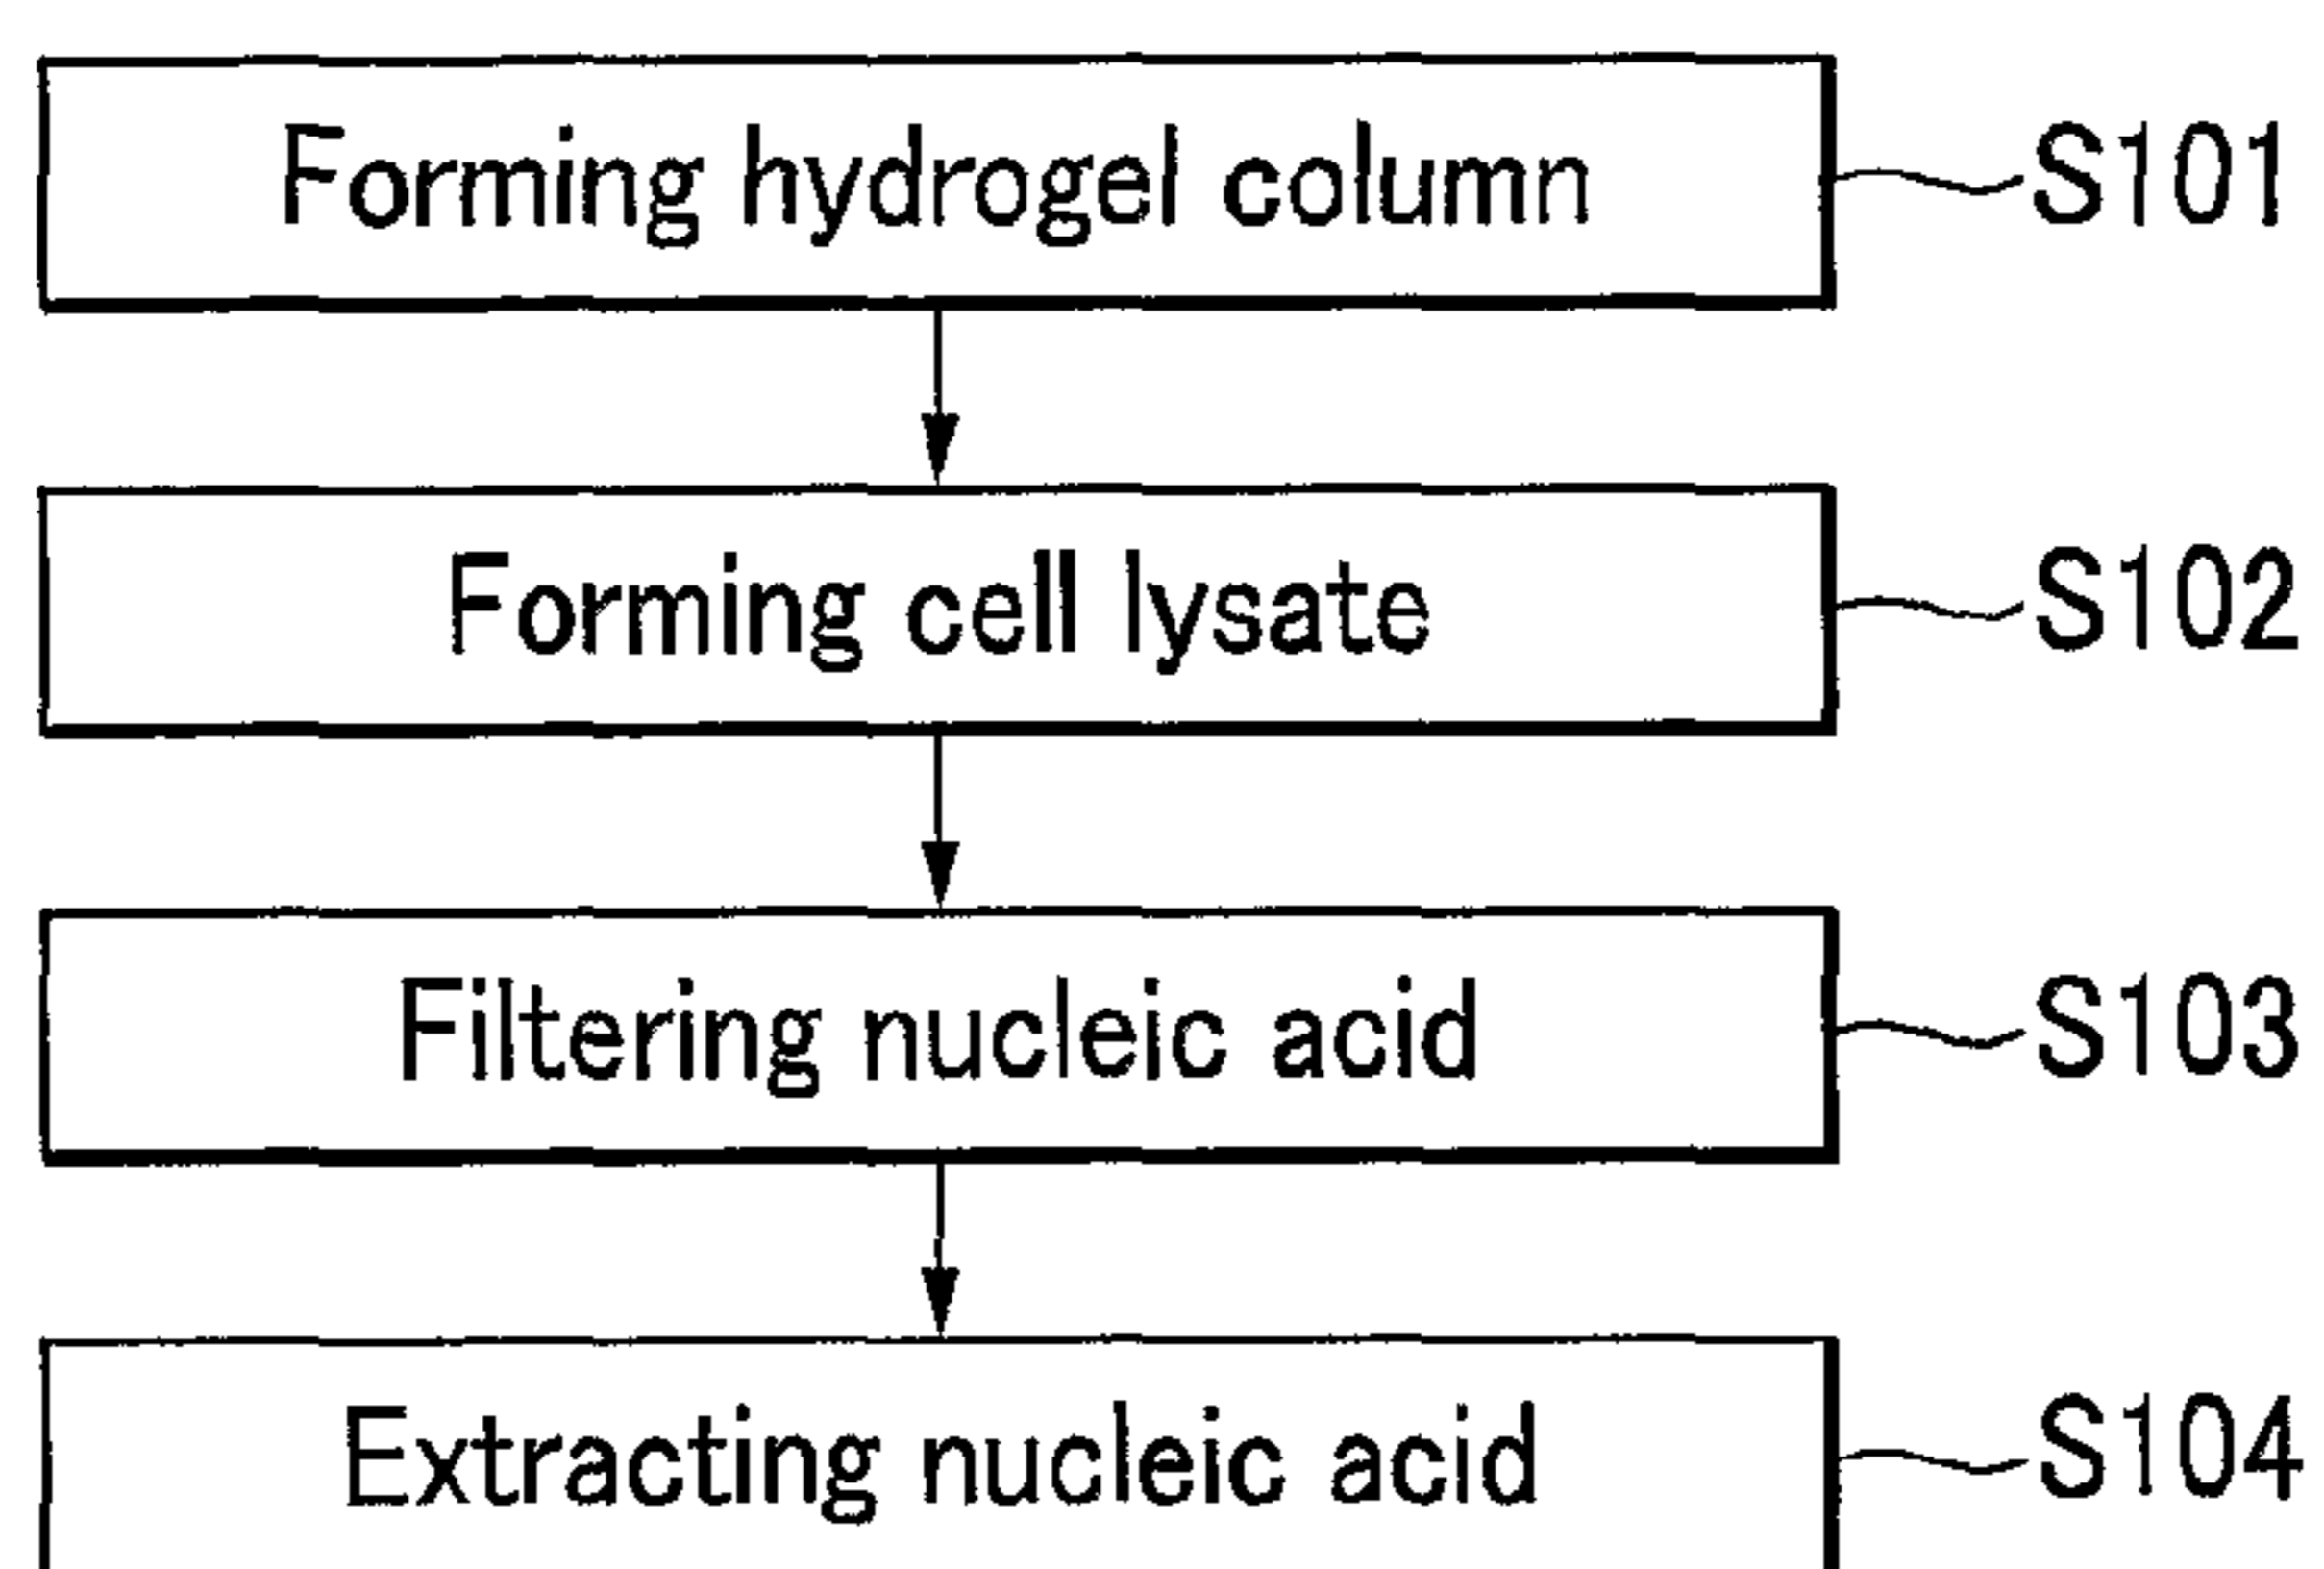 Forming hydrogel column S101
Forming cell lysate S102
Filtering nucleic acid S103
Extracting nucleic acid S104